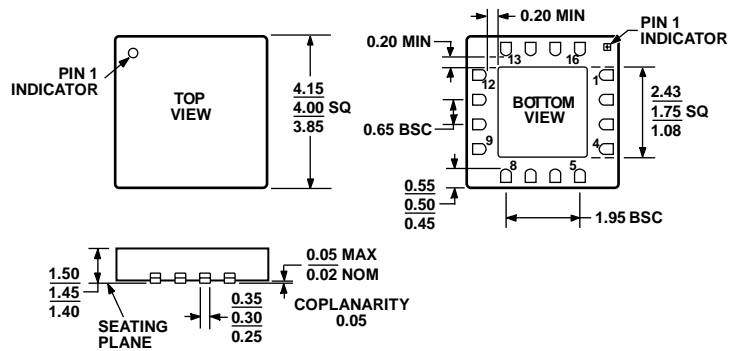 PIN 1
INDICATOR
TOP
VIEW
4.15
4.00 SQ
3.85
0.20 MIN
0.20 MIN
PIN 1
INDICATOR
13
16
12
1
BOTTOM
VIEW
2.43
1.75 SQ
1.08
0.65 BSC
9
4
8
5
0.55
0.50
0.45
1.95 BSC
1.50
1.45
1.40
SEATING
PLANE
0.05 MAX
0.02 NOM
COPLANARITY
0.05
0.35
0.30
0.25